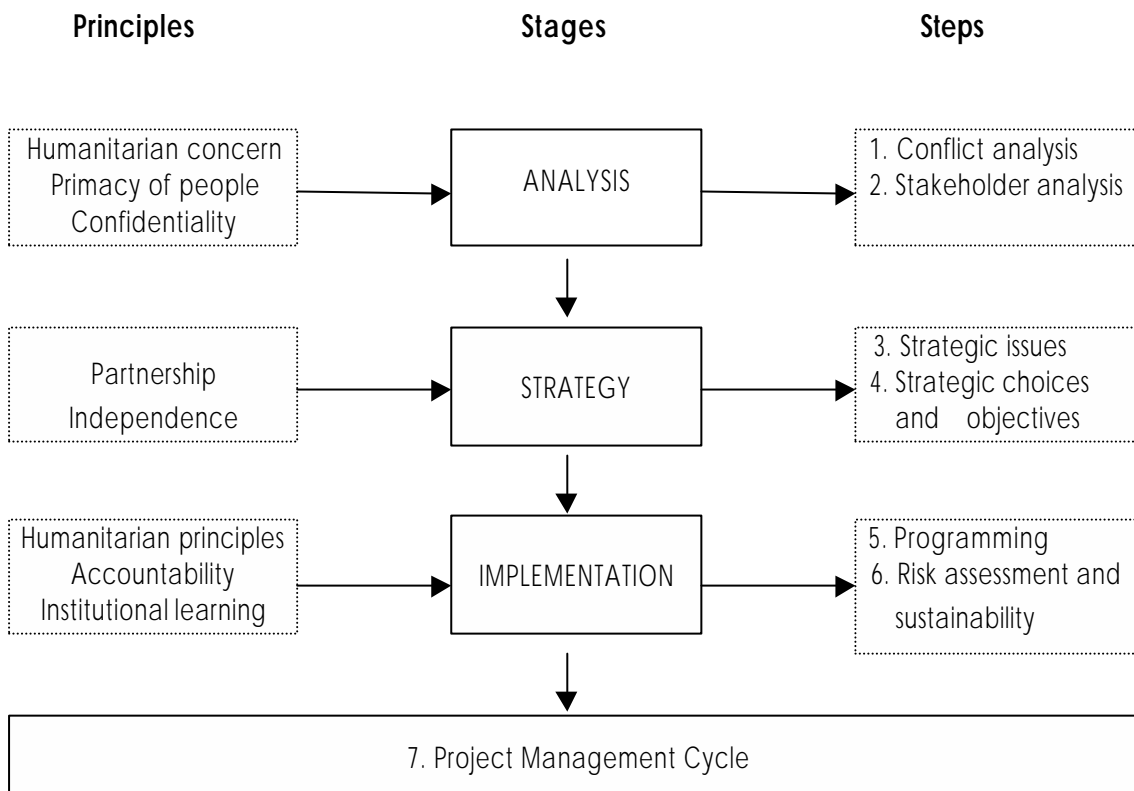 Principles Stages Steps
Humanitarian concern
Primacy of people
Confidentiality
ANALYSIS
1. Conflict analysis
2. Stakeholder analysis
Partnership
Independence
STRATEGY
3. Strategic issues
4. Strategic choices
and objectives
Humanitarian principles
Accountability
Institutional learning
IMPLEMENTATION
5. Programming
6. Risk assessment and
sustainability
7. Project Management Cycle